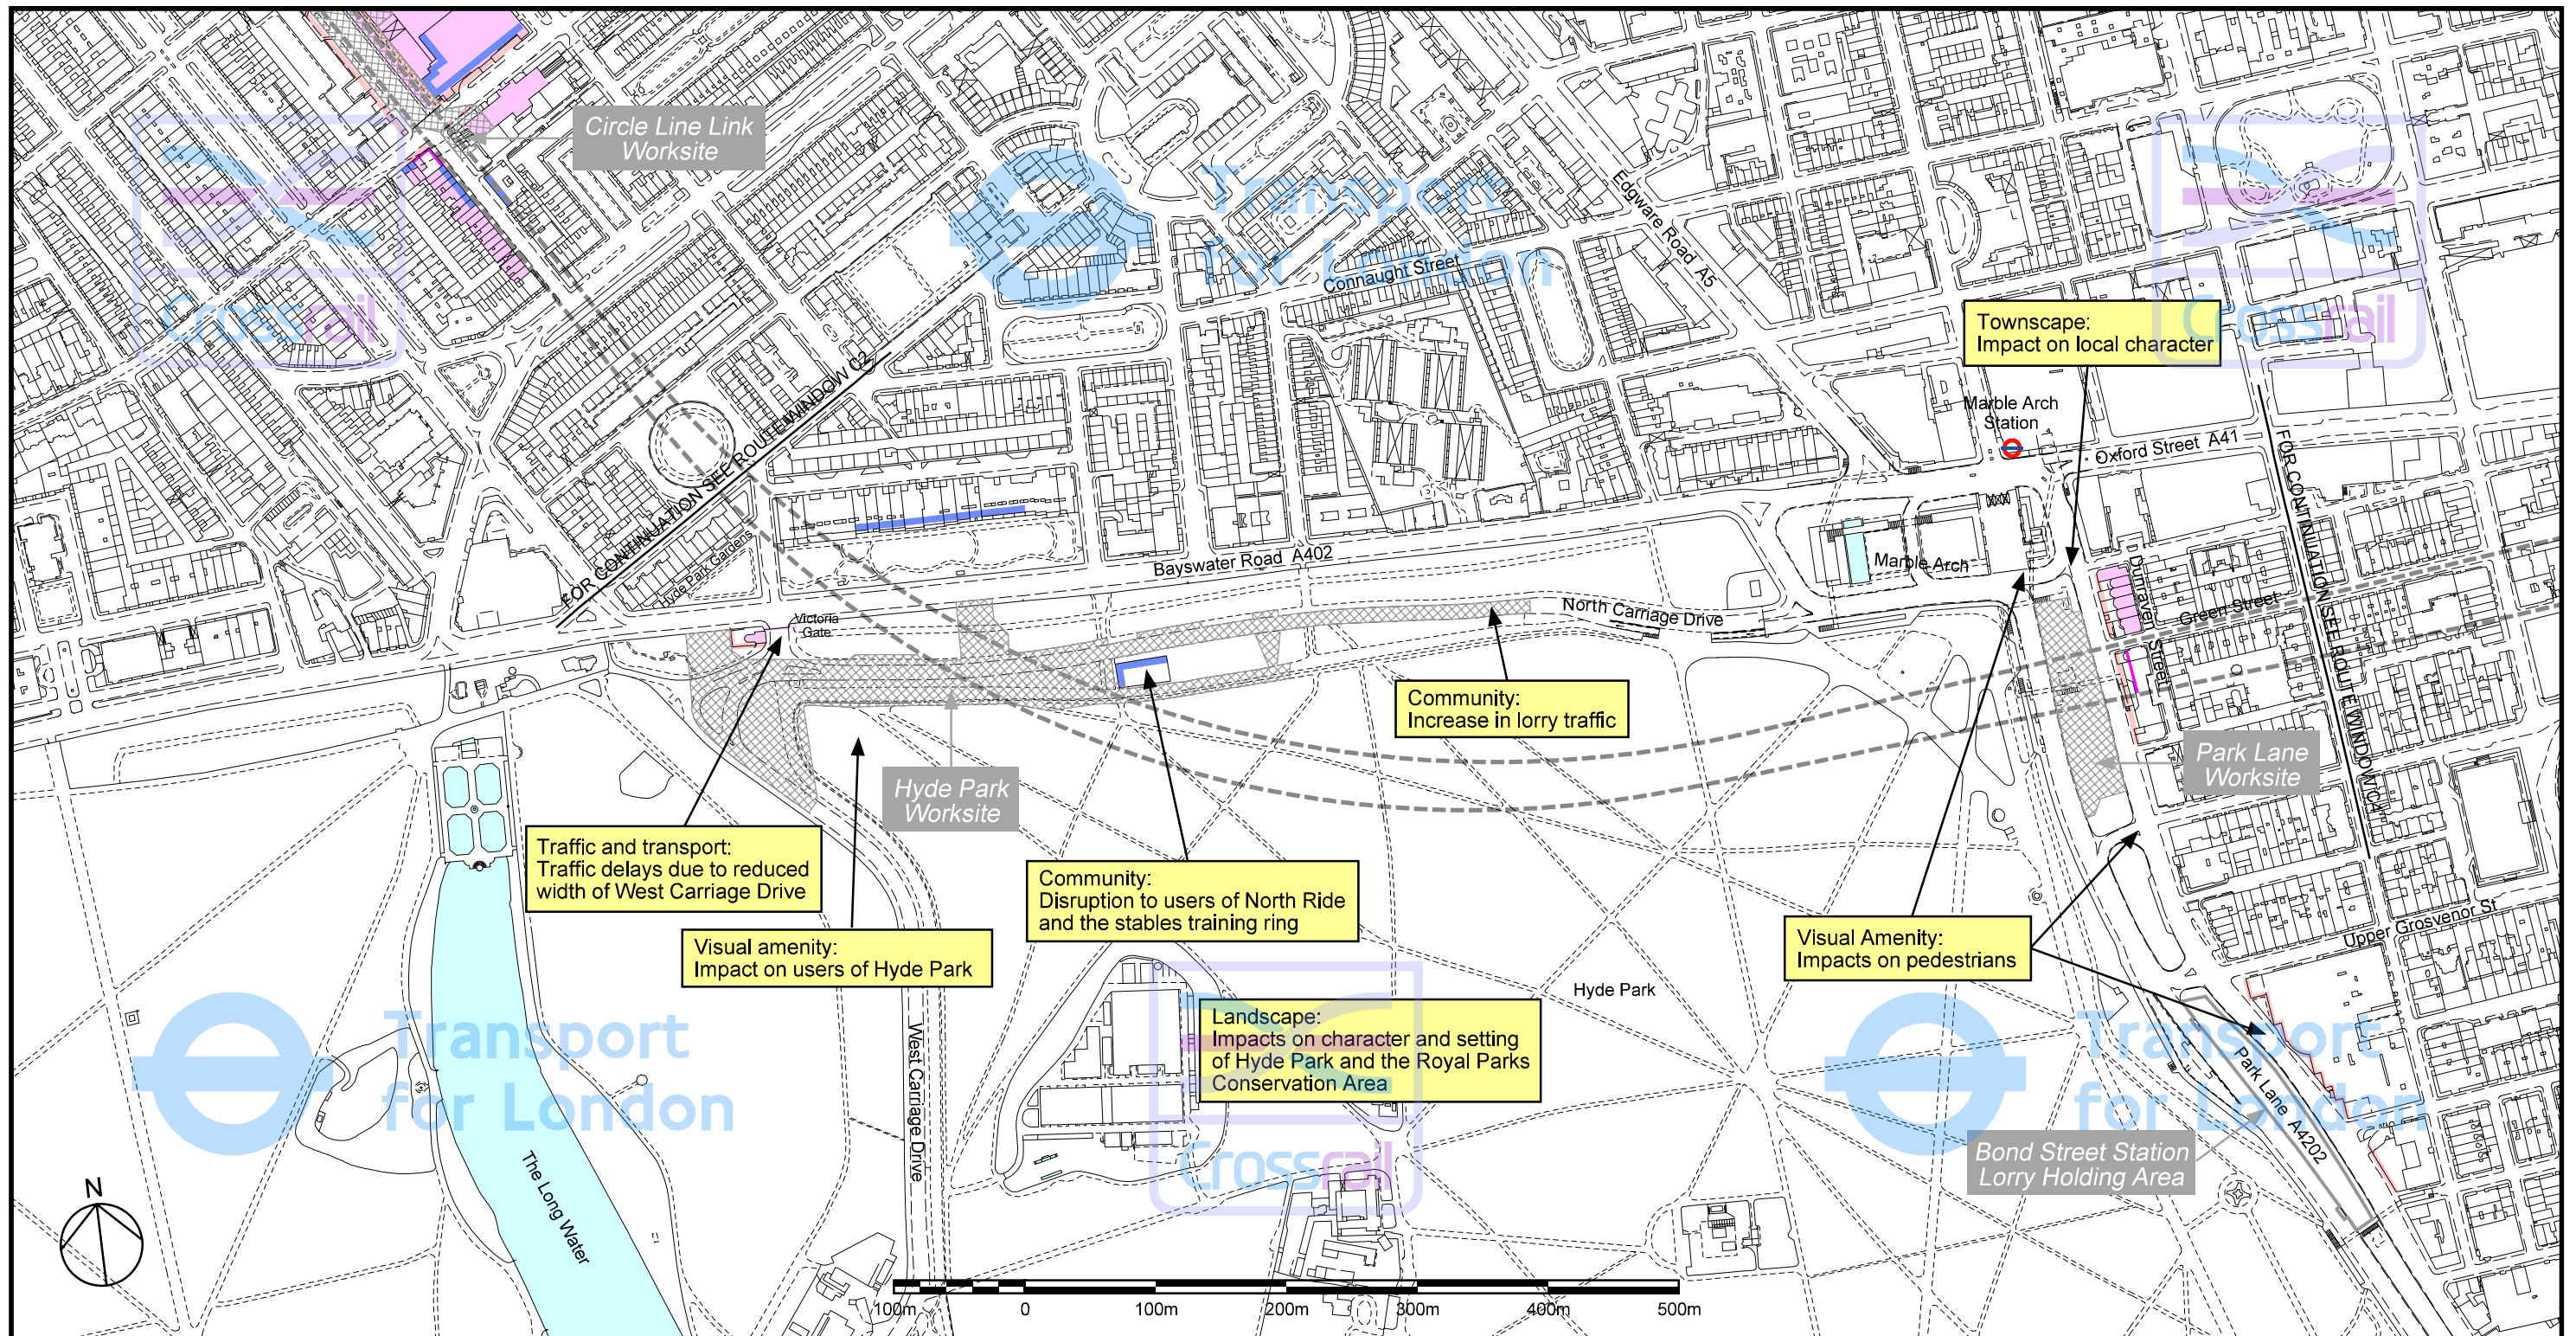 Circle Line Link
Worksite
Transport
for London
Crossrail
Crossrail
Edgware Road A5
Connaught Street
Townscape:
Impact on local character
Marble Arch
Station
Oxford Street A41
FOR CONTINUATION SEE ROUTE WINDOW C2
FOR CONTINUATION SEE ROUTE WINDOW C4
Hyde Park Gardens
Bayswater Road A402
Marble Arch
Dunraven Street
Green Street
Victoria
Gate
North Carriage Drive
Community:
Increase in lorry traffic
Park Lane
Worksite
Hyde Park
Worksite
Traffic and transport:
Traffic delays due to reduced
width of West Carriage Drive
Community:
Disruption to users of North Ride
and the stables training ring
Visual amenity:
Impact on users of Hyde Park
Visual Amenity:
Impacts on pedestrians
Upper Grosvenor St
Hyde Park
Landscape:
Impacts on character and setting
of Hyde Park and the Royal Parks
Conservation Area
Transport
for London
West Carriage Drive
Crossrail
Transport
for London
Park Lane A4202
Bond Street Station
Lorry Holding Area
The Long Water
N
100m 0 100m 200m 300m 400m 500m